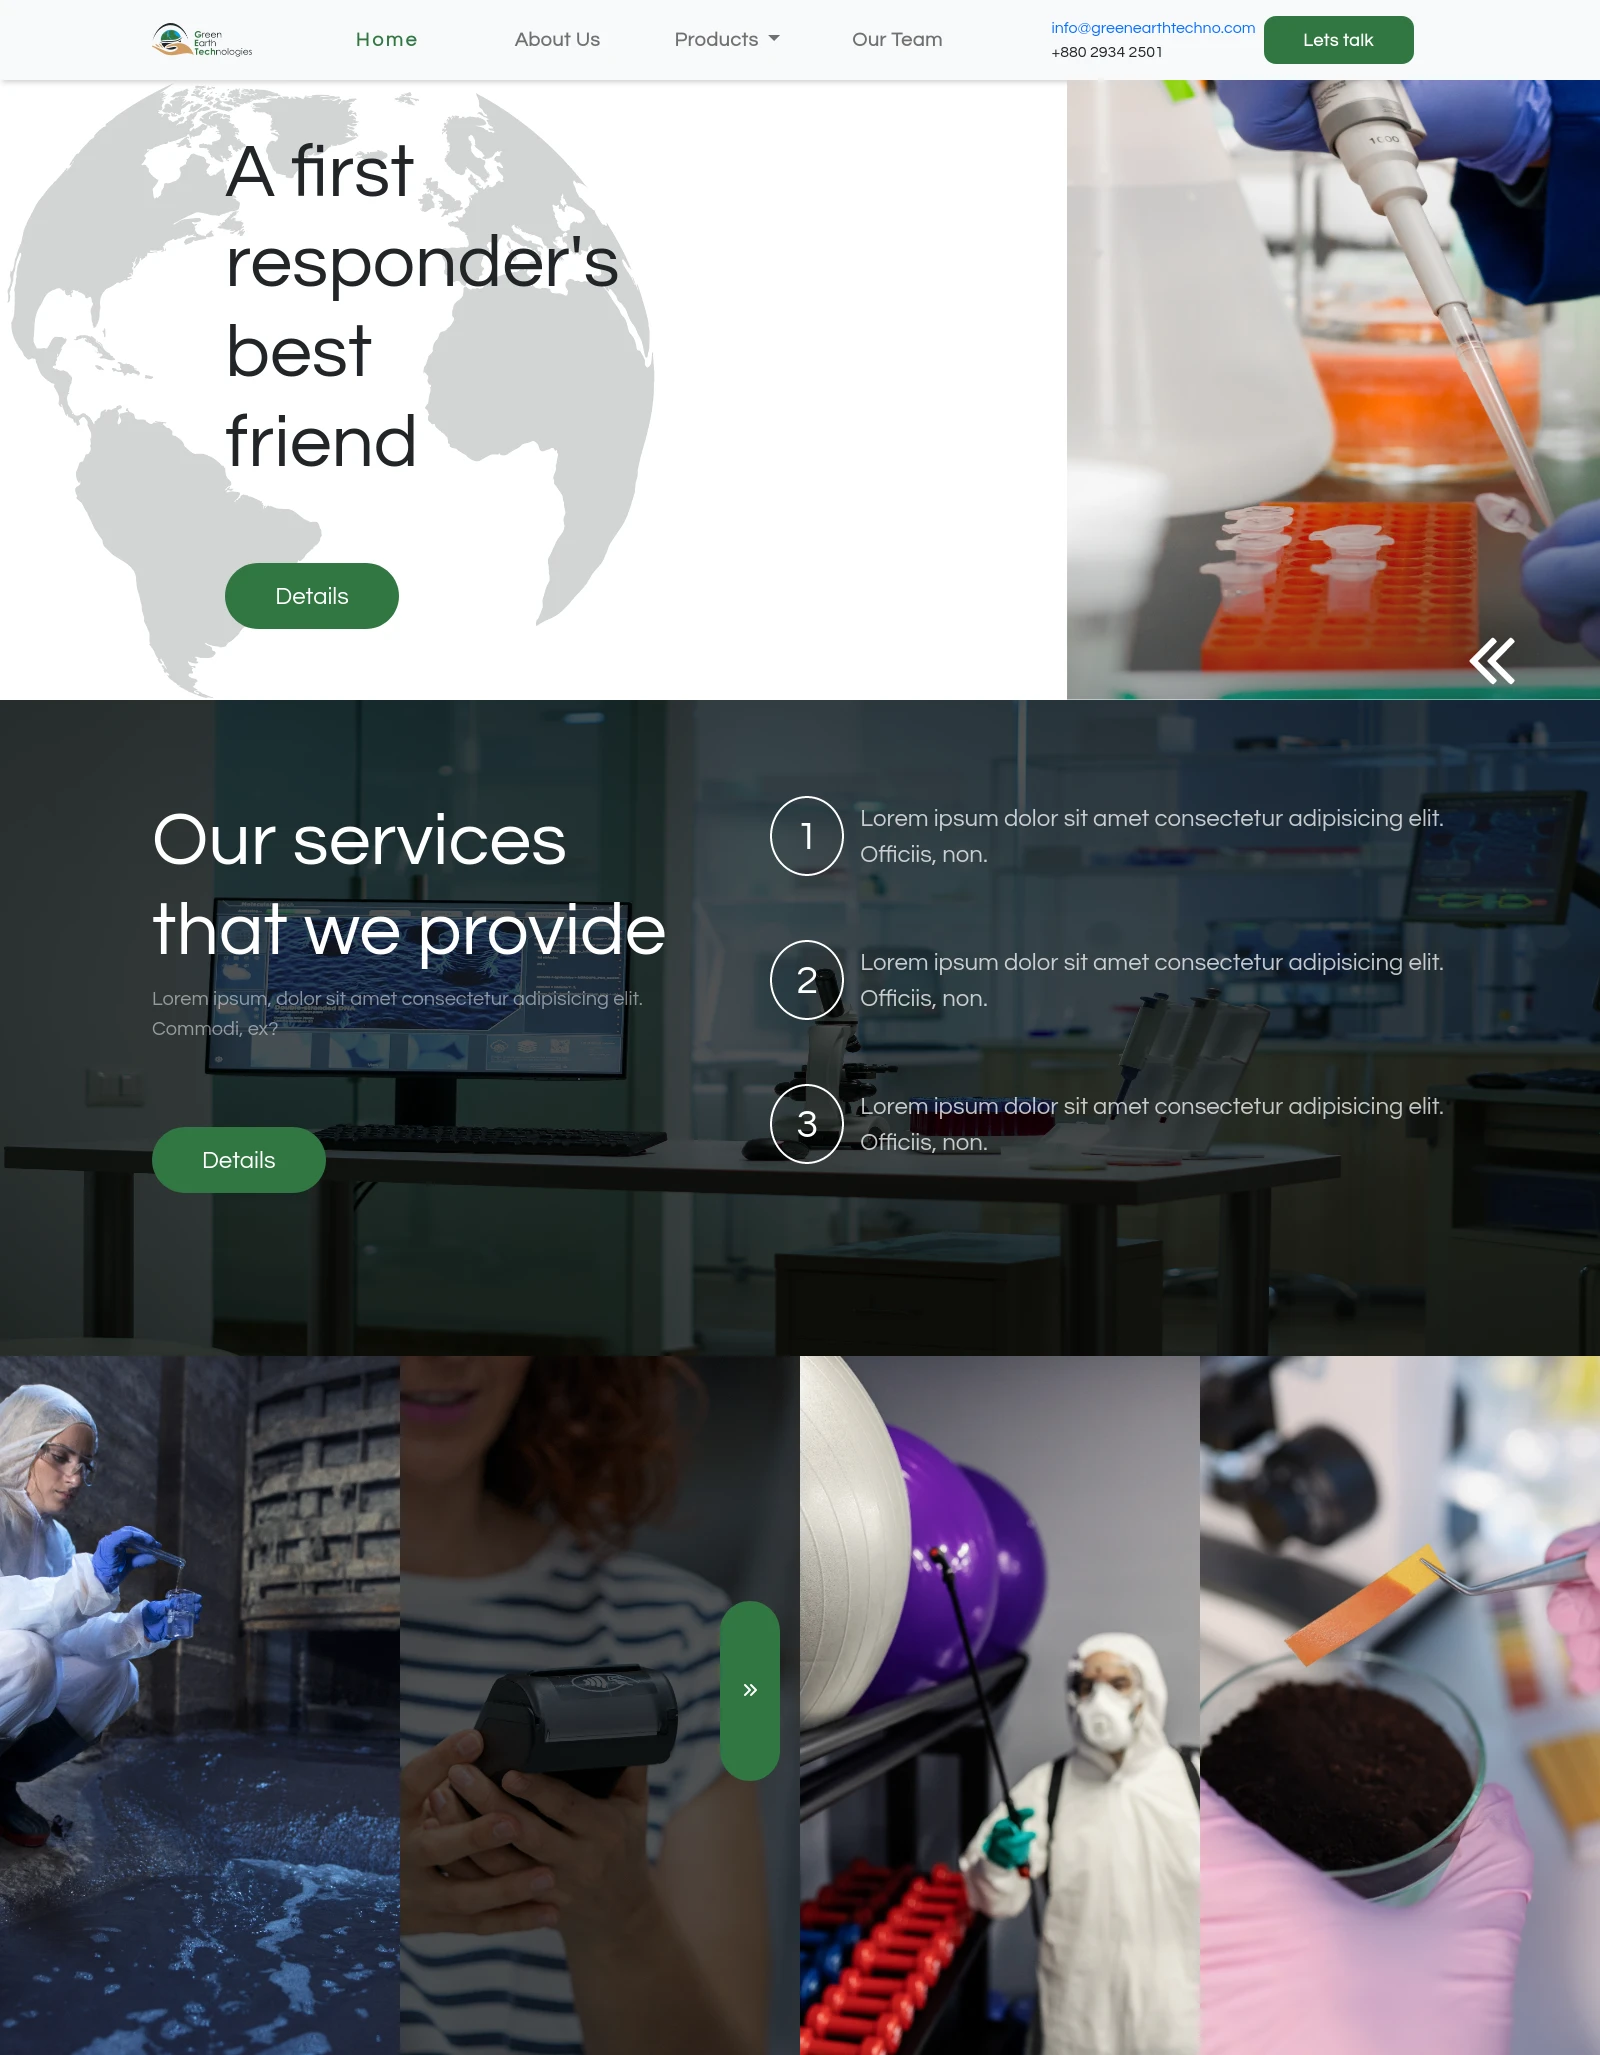 Green
Earth
Technologies
Home
About Us
Products
Our Team
info@greenearthtechno.com
+880 2934 2501
Lets talk
A first
responder's
best
friend
1000
Details
Our services
that we provide
Lorem ipsum, dolor sit amet consectetur adipisicing elit.
Commodi, ex?
Details
1
Lorem ipsum dolor sit amet consectetur adipisicing elit.
Officiis, non.
2
Lorem ipsum dolor sit amet consectetur adipisicing elit.
Officiis, non.
3
Lorem ipsum dolor sit amet consectetur adipisicing elit.
Officiis, non.